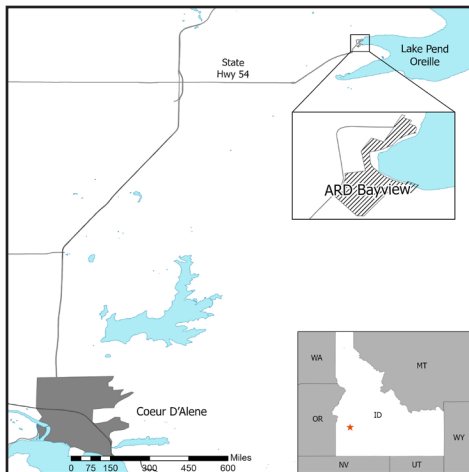 State
Hwy 54
Lake Pend
Oreille
ARD Bayview
Coeur D'Alene
Miles
0 75 150 300 450 600
WA
MT
OR
ID
WY
NV
UT